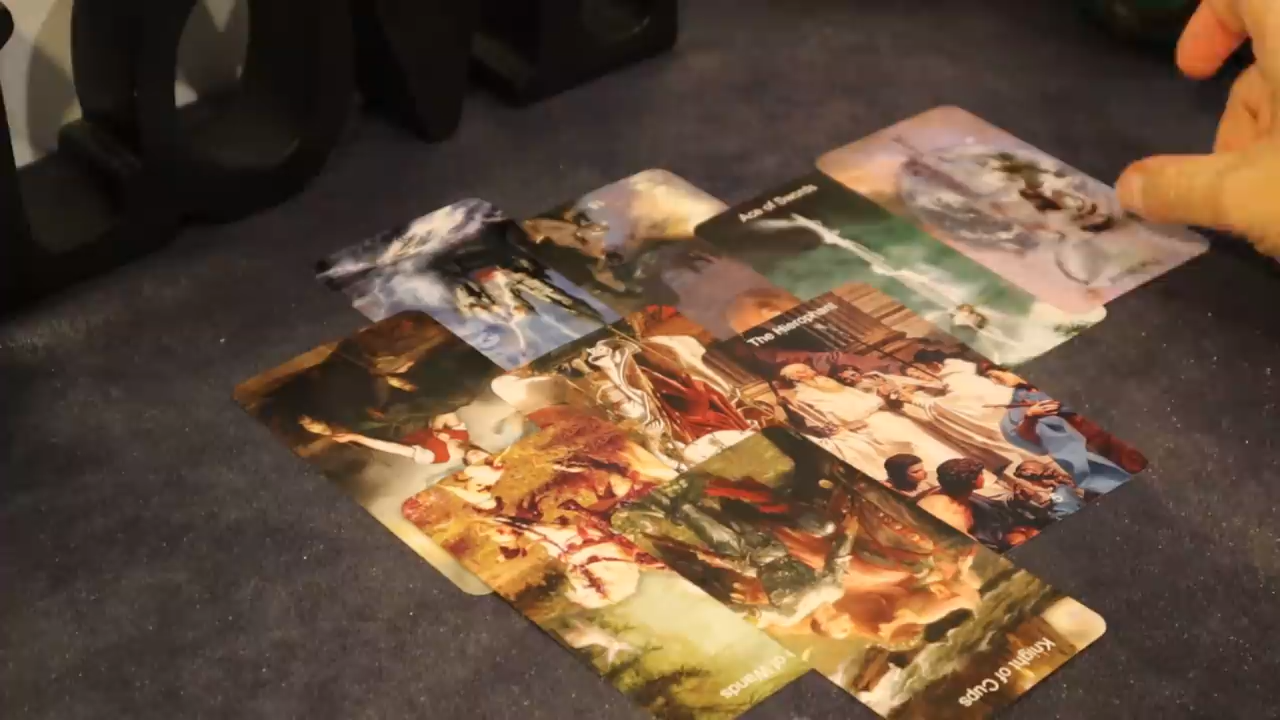 Ace of Swords
The Hierophant
of Wands
Knight of Cups